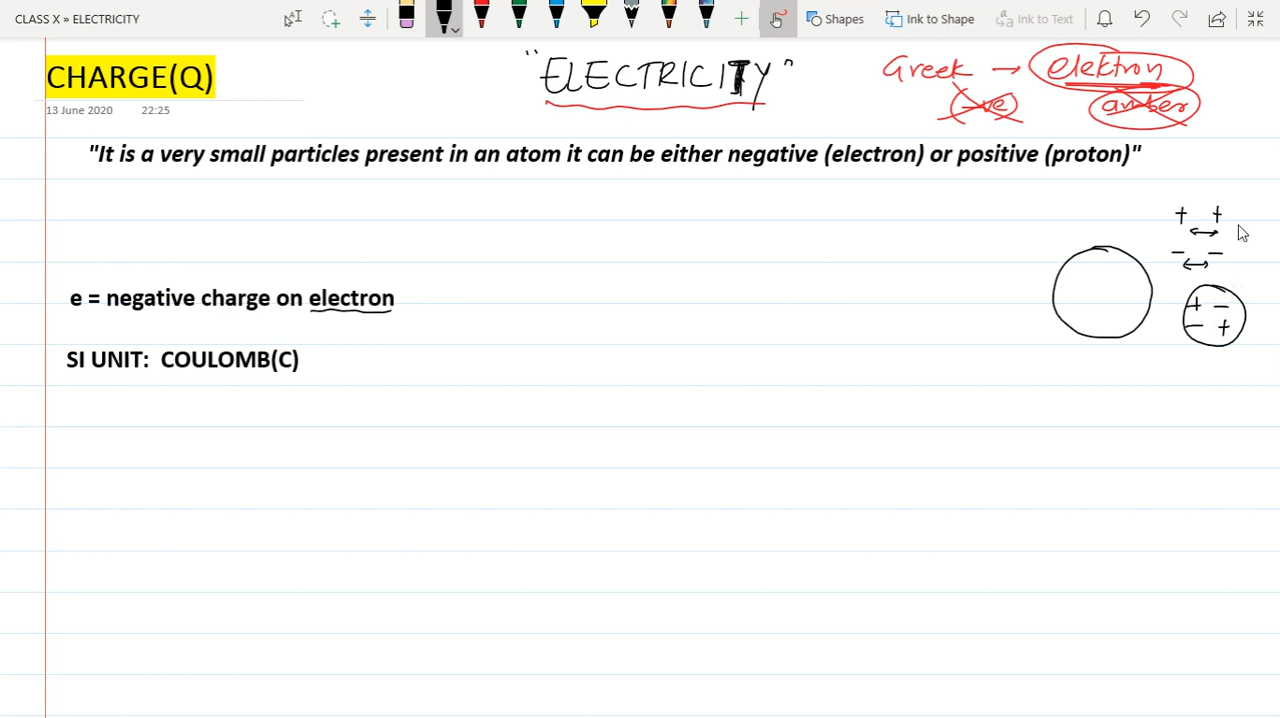 CLASS X » ELECTRICITY
Shapes
Ink to Shape
Ink to Text
CHARGE(Q)
"ELECTRICITY"
Greek → elektron
-ve amber
13 June 2020 22:25
"It is a very small particles present in an atom it can be either negative (electron) or positive (proton)"
+ +
- -
e = negative charge on electron
+ -
- +
SI UNIT: COULOMB(C)